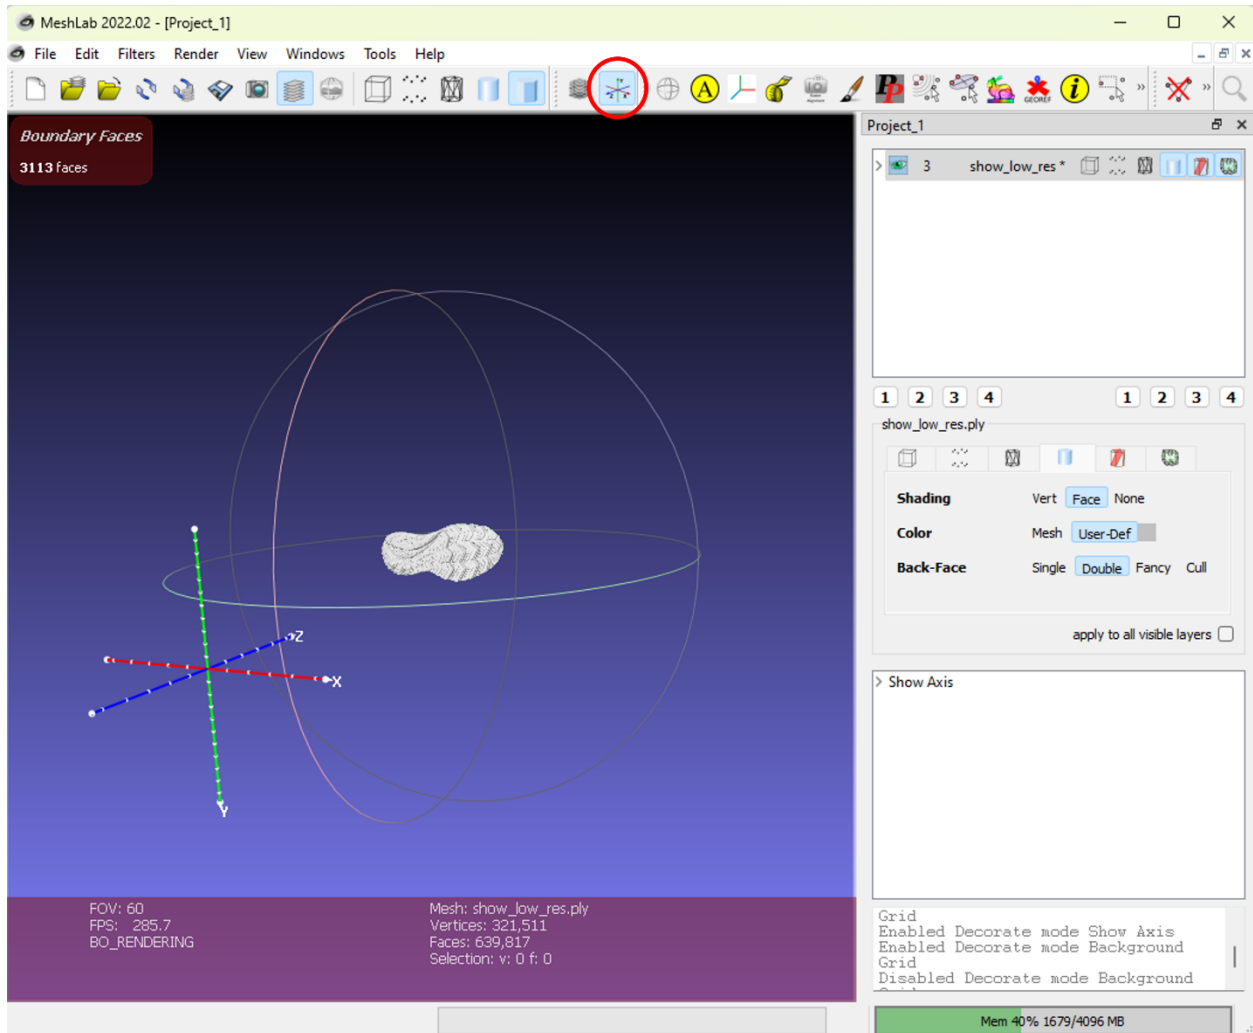 MeshLab 2022.02 - [Project_1]
File Edit Filters Render View Windows Tools Help
A PP GEOREF i » »
Boundary Faces
3113 faces
Z
X
Y
FOV: 60
FPS: 285.7
BO_RENDERING
Mesh: show_low_res.ply
Vertices: 321,511
Faces: 639,817
Selection: v: 0 f: 0
Project_1
3 show_low_res *
1 2 3 4 1 2 3 4
show_low_res.ply
Shading Vert Face None
Color Mesh User-Def
Back-Face Single Double Fancy Cull
apply to all visible layers
Show Axis
Grid
Enabled Decorate mode Show Axis
Enabled Decorate mode Background
Grid
Disabled Decorate mode Background
Mem 40% 1679/4096 MB